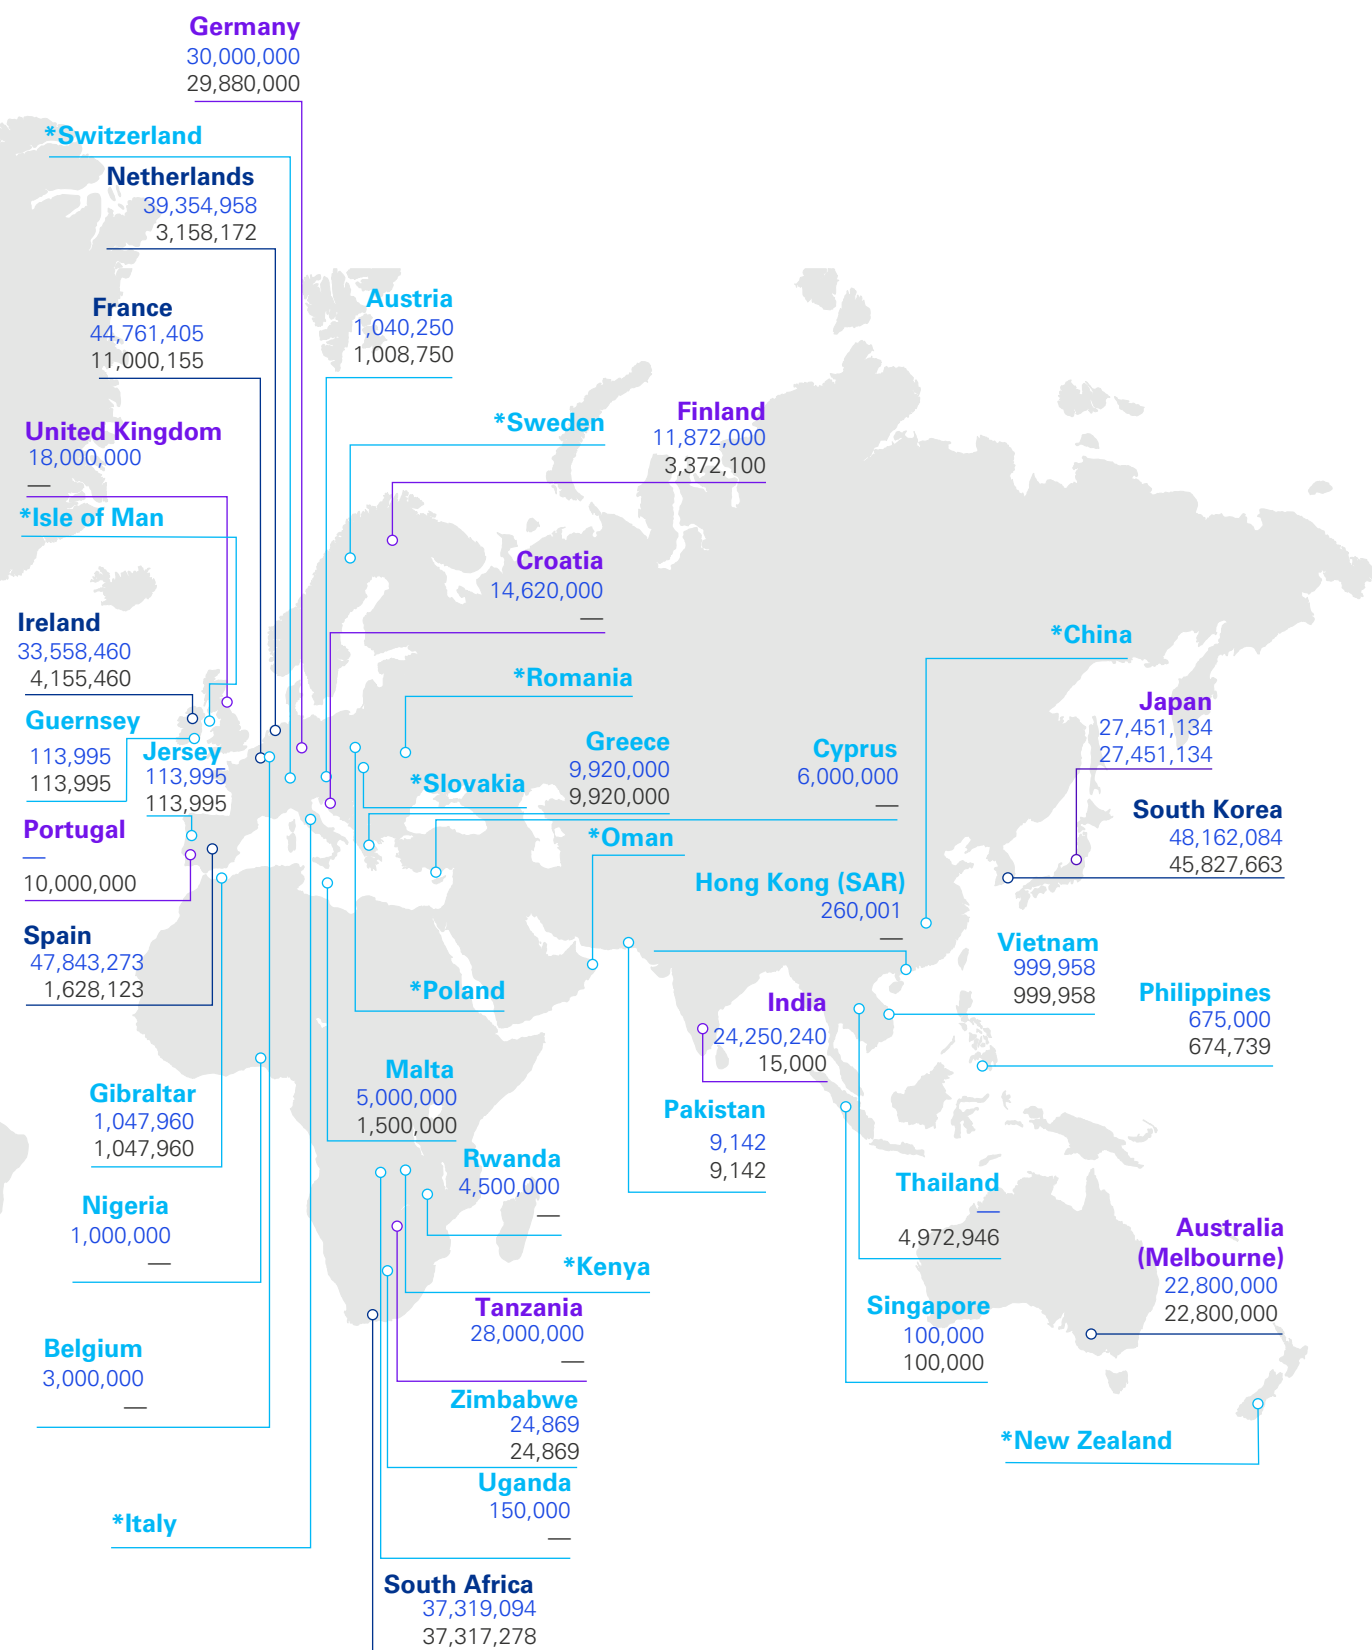 Germany
30,000,000
29,880,000
*Switzerland
Netherlands
39,354,958
3,158,172
France
44,761,405
11,000,155
Austria
1,040,250
1,008,750
*Sweden
Finland
11,872,000
3,372,100
United Kingdom
18,000,000
—
*Isle of Man
Croatia
14,620,000
—
Ireland
33,558,460
4,155,460
*China
*Romania
Japan
27,451,134
27,451,134
Guernsey
113,995
113,995
Jersey
113,995
113,995
Greece
9,920,000
9,920,000
Cyprus
6,000,000
—
*Slovakia
South Korea
48,162,084
45,827,663
Portugal
—
10,000,000
*Oman
Hong Kong (SAR)
260,001
—
Spain
47,843,273
1,628,123
Vietnam
999,958
999,958
*Poland
India
24,250,240
15,000
Philippines
675,000
674,739
Malta
5,000,000
1,500,000
Gibraltar
1,047,960
1,047,960
Pakistan
9,142
9,142
Rwanda
4,500,000
—
Thailand
—
4,972,946
Nigeria
1,000,000
—
Australia
(Melbourne)
22,800,000
22,800,000
*Kenya
Tanzania
28,000,000
—
Singapore
100,000
100,000
Belgium
3,000,000
—
Zimbabwe
24,869
24,869
*New Zealand
Uganda
150,000
—
*Italy
South Africa
37,319,094
37,317,278